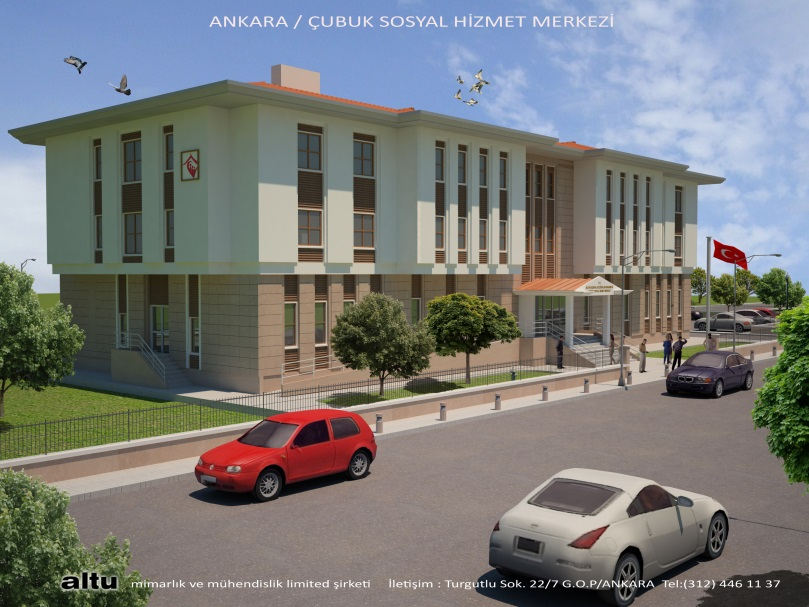 ANKARA / ÇUBUK SOSYAL HİZMET MERKEZİ
altu mimarlık ve mühendislik limited şirketi İletişim : Turgutlu Sok. 22/7 G.O.P/ANKARA Tel:(312) 446 11 37